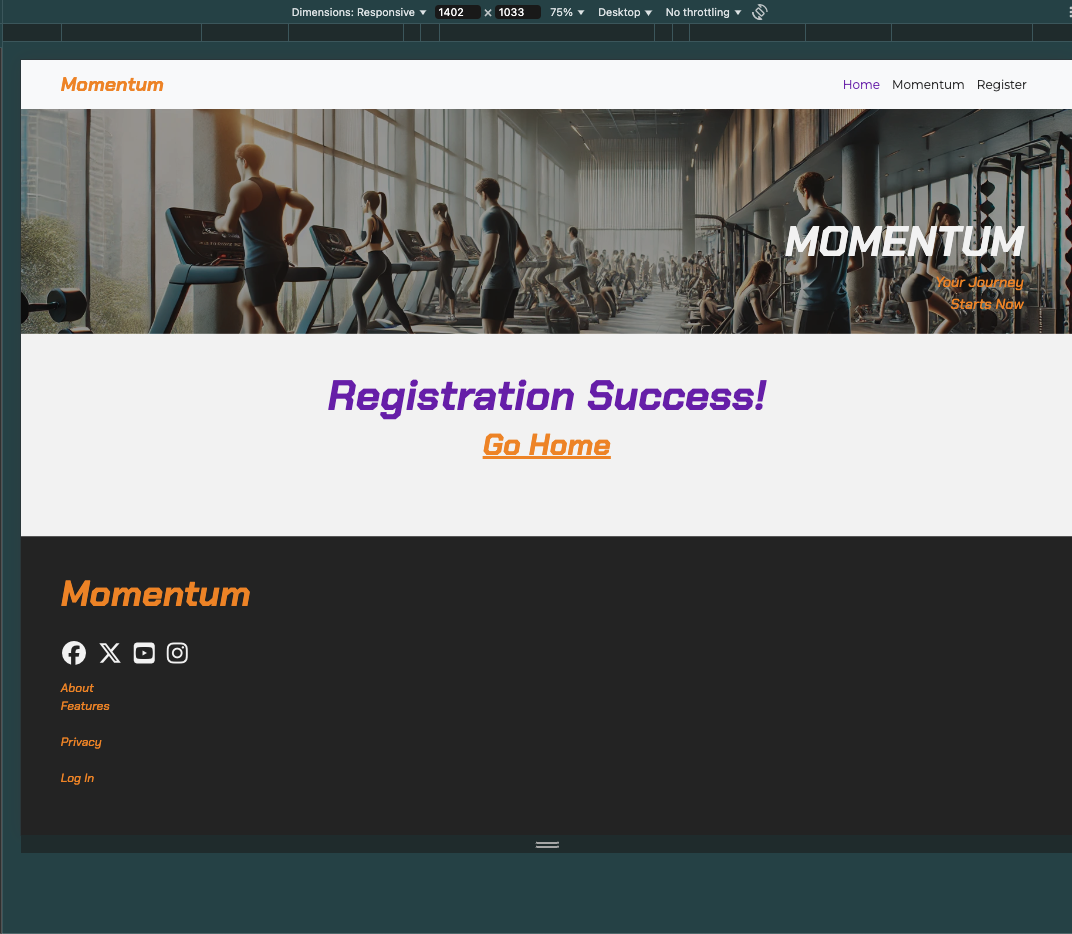 Dimensions: Responsive 1402 × 1033 75% Desktop No throttling
Momentum Home Momentum Register
MOMENTUM
Your Journey
Starts Now
Registration Success!
Go Home
Momentum
About
Features
Privacy
Log In